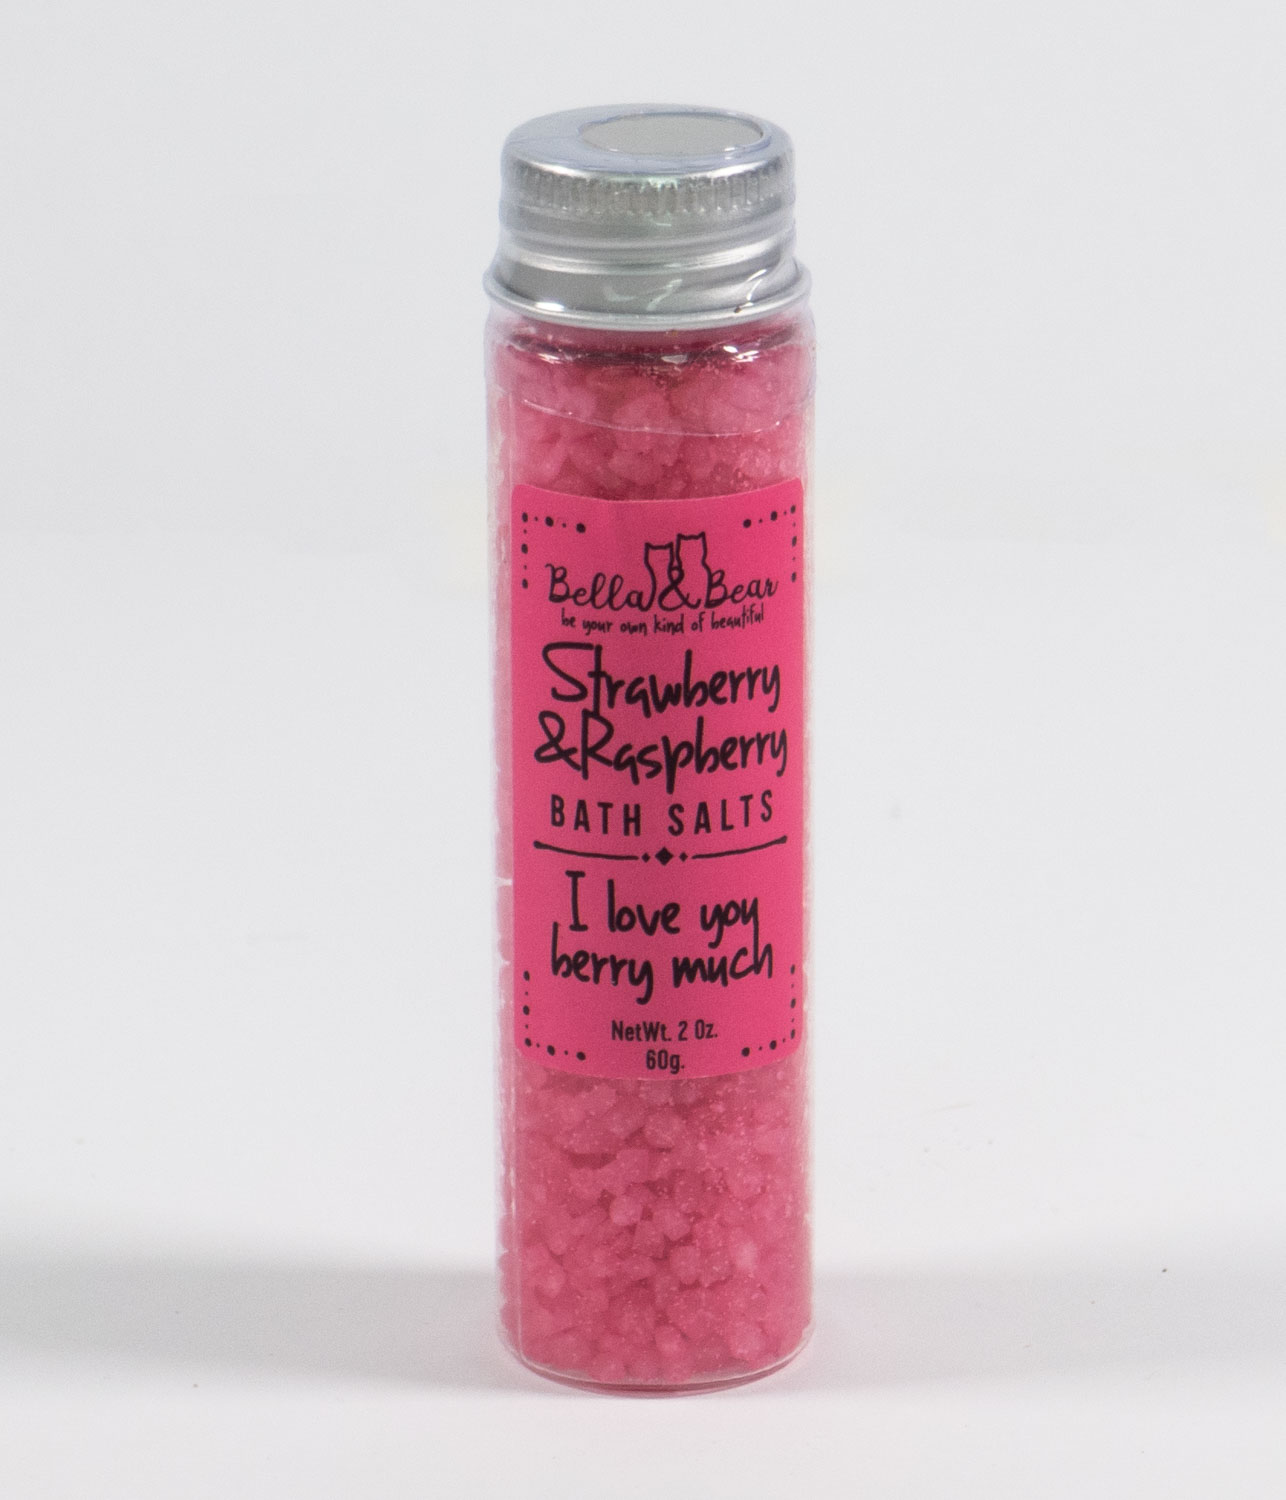 Bella & Bear
be your own kind of beautiful
Strawberry
&Raspberry
BATH SALTS
I love you
berry much
NetWt. 2 Oz.
60g.